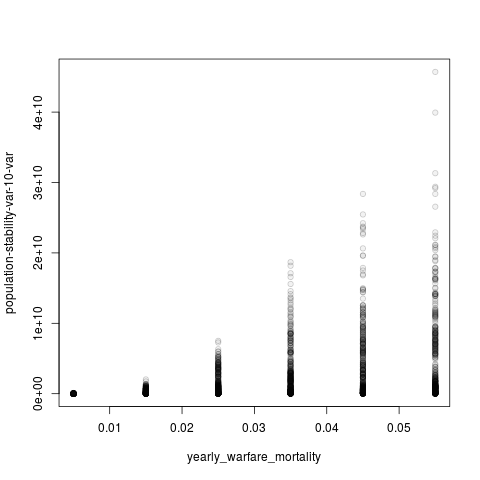 population-stability-var-10-var
4e+10
3e+10
2e+10
1e+10
0e+00
0.01 0.02 0.03 0.04 0.05
yearly_warfare_mortality